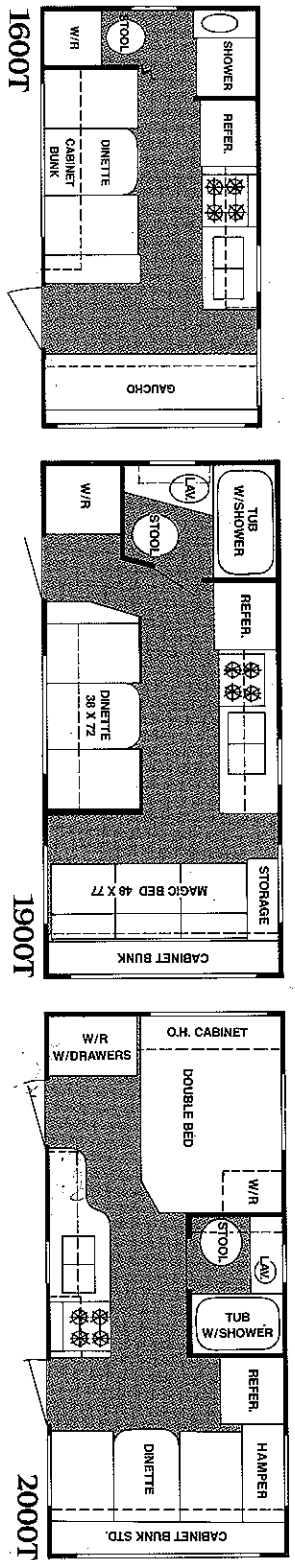 1600T
W/R
STOOL
SHOWER
REFER.
DINETTE
CABINET
BUNK
GAUCHO
1900T
W/R
LAV.
STOOL
TUB
W/SHOWER
REFER.
DINETTE
38 X 72
MAGIC BED 48 X 77
STORAGE
CABINET BUNK
2000T
W/R
W/DRAWERS
O.H. CABINET
DOUBLE BED
W/R
STOOL
LAV.
TUB
W/SHOWER
REFER.
HAMPER
DINETTE
CABINET BUNK STD.